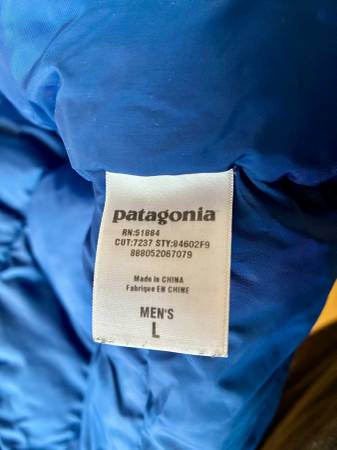 patagonia
RN:51884
CUT:7237 STY:84602F9
888052067079
Made in CHINA
Fabriqué EN CHINE
MEN'S
L